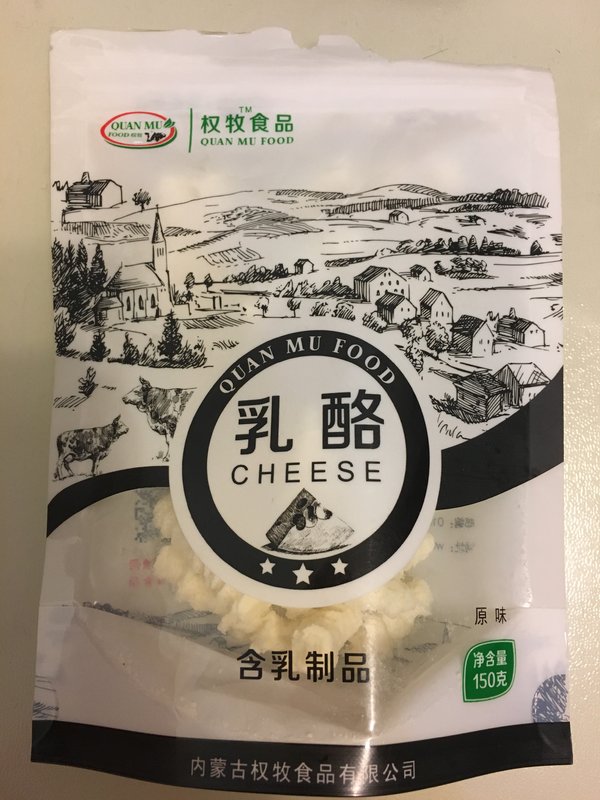 QUAN MU
FOOD 权牧
TM
权牧食品
QUAN MU FOOD
QUAN MU FOOD
乳酪
CHEESE
原味
含乳制品
净含量
150克
内蒙古权牧食品有限公司